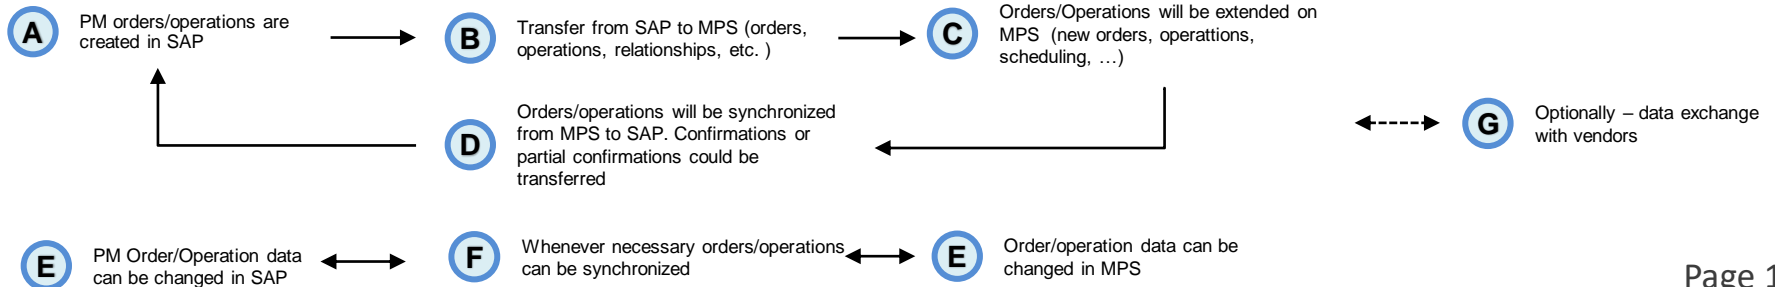 A
PM orders/operations are
created in SAP
B
Transfer from SAP to MPS (orders,
operations, relationships, etc. )
C
Orders/Operations will be extended on
MPS (new orders, operattions,
scheduling, …)
D
Orders/operations will be synchronized
from MPS to SAP. Confirmations or
partial confirmations could be
transferred
G
Optionally – data exchange
with vendors
E
PM Order/Operation data
can be changed in SAP
F
Whenever necessary orders/operations
can be synchronized
E
Order/operation data can be
changed in MPS
Page 1